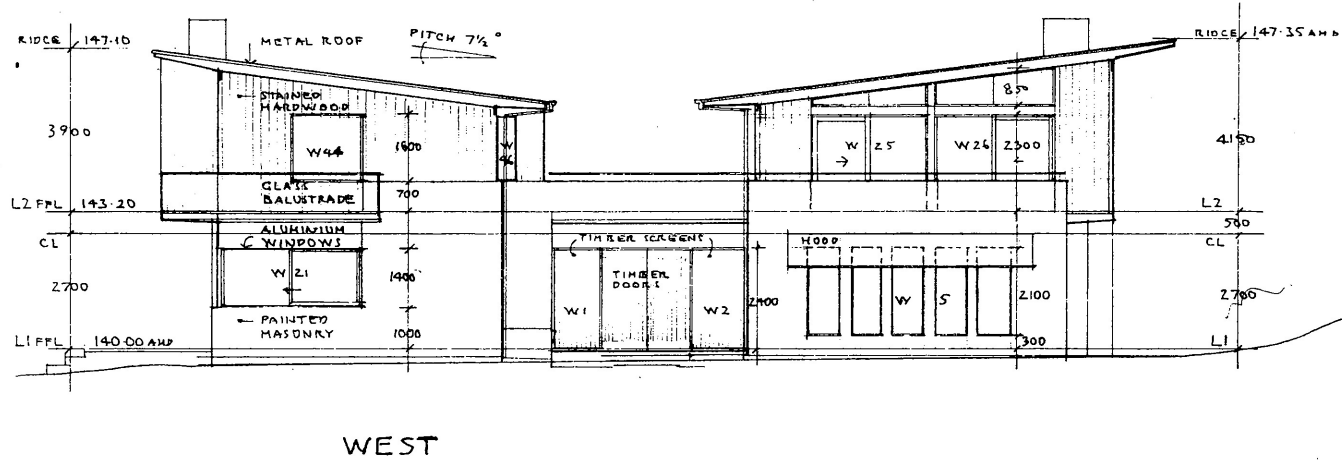 RIDGE 147.10
METAL ROOF
PITCH 7½°
RIDGE 147.35 AHD
STAINED
HARDWOOD
850
3900
W44
1600
W
46
W 25
W26
2300
4150
GLASS
BALUSTRADE
700
L2 FFL 143.20
L2
500
CL
ALUMINIUM
WINDOWS
TIMBER SCREENS
HOOD
CL
W 21
1400
TIMBER
DOORS
2700
W1
W2
2400
W 5
2100
2700
PAINTED
MASONRY
1000
300
L1 FFL 140.00 AHD
L1
WEST